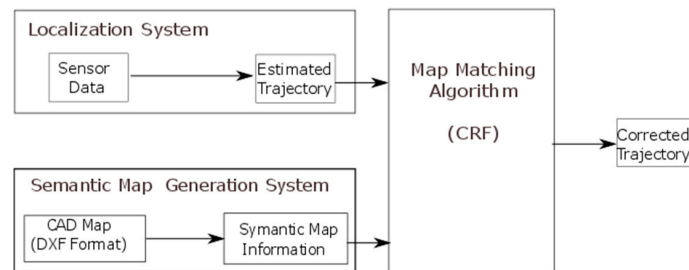 Localization System
Sensor
Data
Estimated
Trajectory
Semantic Map Generation System
CAD Map
(DXF Format)
Symantic Map
Information
Map Matching
Algorithm
(CRF)
Corrected
Trajectory